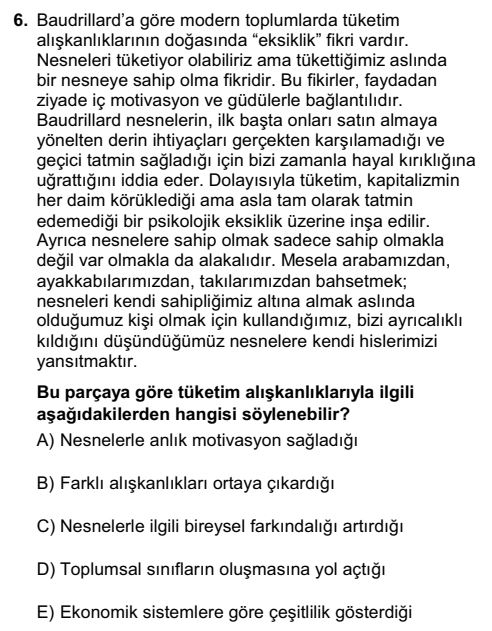 6. Baudrillard’a göre modern toplumlarda tüketim
alışkanlıklarının doğasında “eksiklik” fikri vardır.
Nesneleri tüketiyor olabiliriz ama tükettiğimiz aslında
bir nesneye sahip olma fikridir. Bu fikirler, faydadan
ziyade iç motivasyon ve güdülerle bağlantılıdır.
Baudrillard nesnelerin, ilk başta onları satın almaya
yönelten derin ihtiyaçları gerçekten karşılamadığı ve
geçici tatmin sağladığı için bizi zamanla hayal kırıklığına
uğrattığını iddia eder. Dolayısıyla tüketim, kapitalizmin
her daim körüklediği ama asla tam olarak tatmin
edemediği bir psikolojik eksiklik üzerine inşa edilir.
Ayrıca nesnelere sahip olmak sadece sahip olmakla
değil var olmakla da alakalıdır. Mesela arabamızdan,
ayakkabılarımızdan, takılarımızdan bahsetmek;
nesneleri kendi sahipliğimiz altına almak aslında
olduğumuz kişi olmak için kullandığımız, bizi ayrıcalıklı
kıldığını düşündüğümüz nesnelere kendi hislerimizi
yansıtmaktır.
Bu parçaya göre tüketim alışkanlıklarıyla ilgili
aşağıdakilerden hangisi söylenebilir?
A) Nesnelerle anlık motivasyon sağladığı
B) Farklı alışkanlıkları ortaya çıkardığı
C) Nesnelerle ilgili bireysel farkındalığı artırdığı
D) Toplumsal sınıfların oluşmasına yol açtığı
E) Ekonomik sistemlere göre çeşitlilik gösterdiği